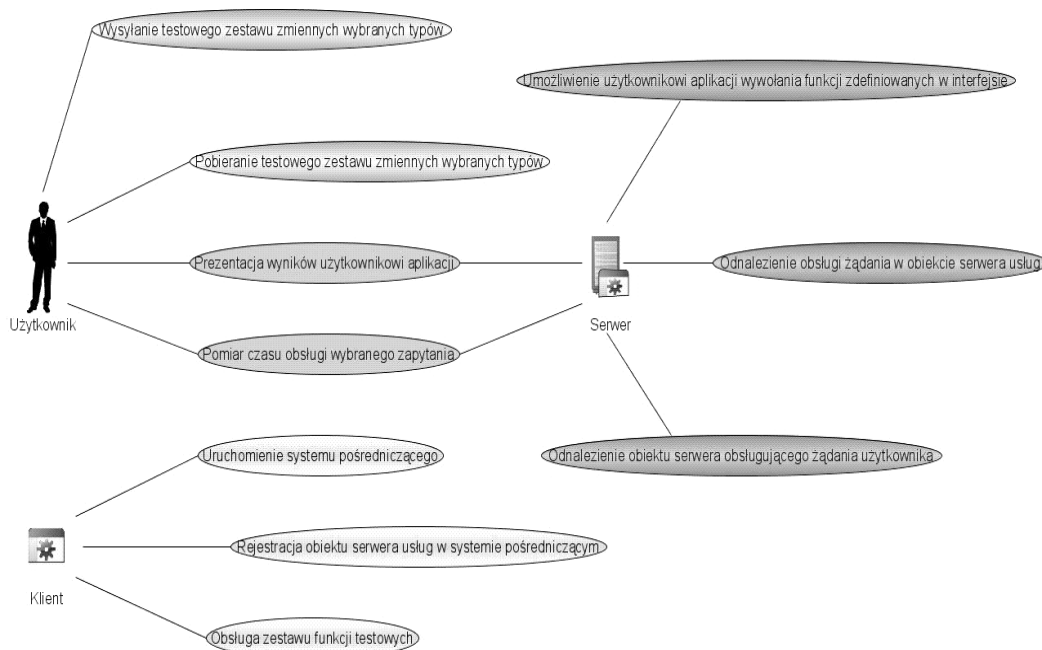 Wysyłanie testowego zestawu zmiennych wybranych typów
Umożliwienie użytkownikowi aplikacji wywołania funkcji zdefiniowanych w interfejsie
Pobieranie testowego zestawu zmiennych wybranych typów
Prezentacja wyników użytkownikowi aplikacji
Odnalezienie obsługi żądania w obiekcie serwera usług
Użytkownik
Serwer
Pomiar czasu obsługi wybranego zapytania
Uruchomienie systemu pośredniczącego
Odnalezienie obiektu serwera obsługującego żądania użytkownika
Rejestracja obiektu serwera usług w systemie pośredniczącym
Klient
Obsługa zestawu funkcji testowych